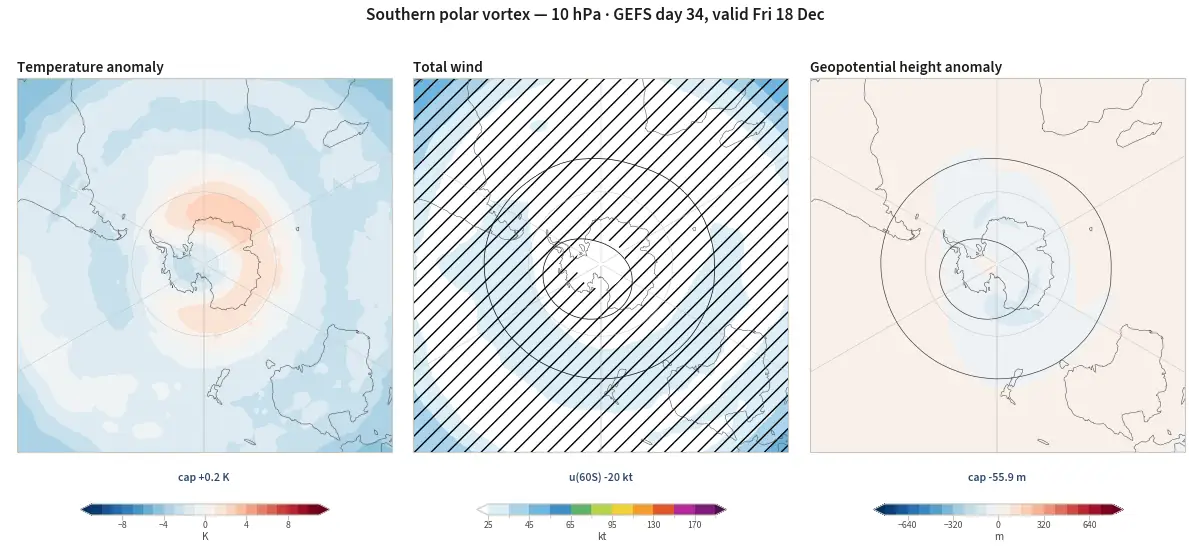 Southern polar vortex — 10 hPa · GEFS day 34, valid Fri 18 Dec
Temperature anomaly
Total wind
Geopotential height anomaly
cap +0.2 K
u(60S) -20 kt
cap -55.9 m
−8 −4 0 4 8
K
25 45 65 95 130 170
kt
−640 −320 0 320 640
m